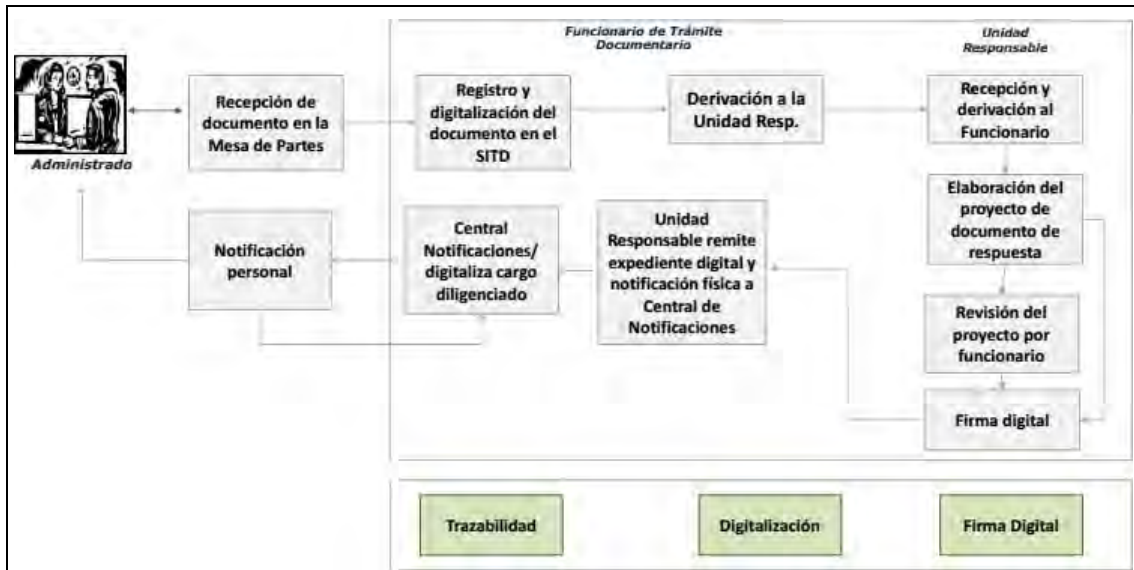 Funcionario de Trámite
Documentario
Unidad
Responsable
Administrado
Recepción de
documento en la
Mesa de Partes
Registro y
digitalización del
documento en el
SITD
Derivación a la
Unidad Resp.
Recepción y
derivación al
Funcionario
Elaboración del
proyecto de
documento de
respuesta
Revisión del
proyecto por
funcionario
Firma digital
Unidad
Responsable remite
expediente digital y
notificación física a
Central de
Notificaciones
Central
Notificaciones/
digitaliza cargo
diligenciado
Notificación
personal
Trazabilidad
Digitalización
Firma Digital